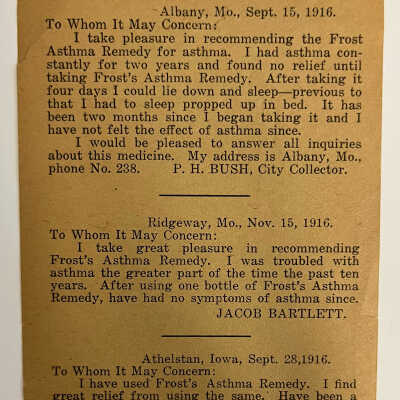 Albany, Mo., Sept. 15, 1916.
To Whom It May Concern:
I take pleasure in recommending the Frost
Asthma Remedy for asthma. I had asthma con-
stantly for two years and found no relief until
taking Frost's Asthma Remedy. After taking it
four days I could lie down and sleep—previous to
that I had to sleep propped up in bed. It has
been two months since I began taking it and I
have not felt the effect of asthma since.
I would be pleased to answer all inquiries
about this medicine. My address is Albany, Mo.,
phone No. 238. P. H. BUSH, City Collector.
Ridgeway, Mo., Nov. 15, 1916.
To Whom It May Concern:
I take great pleasure in recommending
Frost's Asthma Remedy. I was troubled with
asthma the greater part of the time the past ten
years. After using one bottle of Frost's Asthma
Remedy, have had no symptoms of asthma since.
JACOB BARTLETT.
Athelstan, Iowa, Sept. 28,1916.
To Whom It May Concern:
I have used Frost's Asthma Remedy. I find
great relief from using the same. Have been a